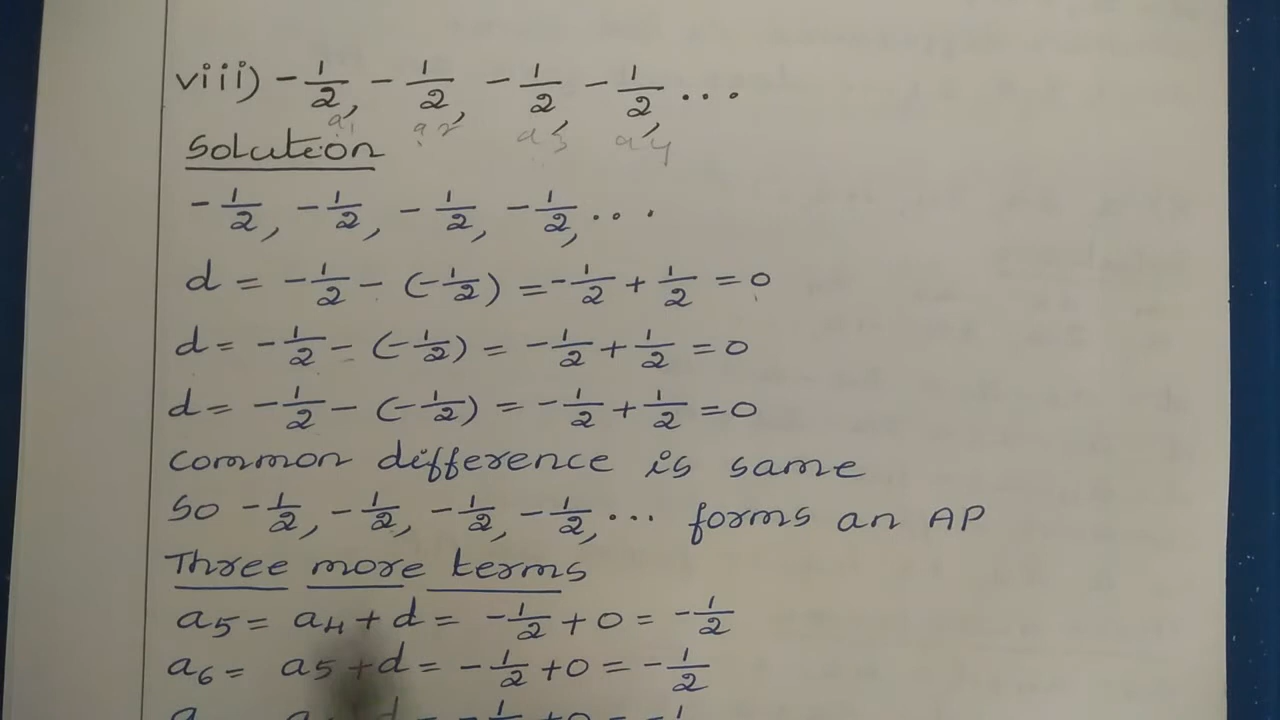 viii) -1/2, -1/2, -1/2, -1/2, ...
a1 a2 a3 a4
Solution
-1/2, -1/2, -1/2, -1/2, ...
d = -1/2 - (-1/2) = -1/2 + 1/2 = 0
d = -1/2 - (-1/2) = -1/2 + 1/2 = 0
d = -1/2 - (-1/2) = -1/2 + 1/2 = 0
Common difference is same
So -1/2, -1/2, -1/2, -1/2, ... forms an AP
Three more terms
a5 = a4 + d = -1/2 + 0 = -1/2
a6 = a5 + d = -1/2 + 0 = -1/2